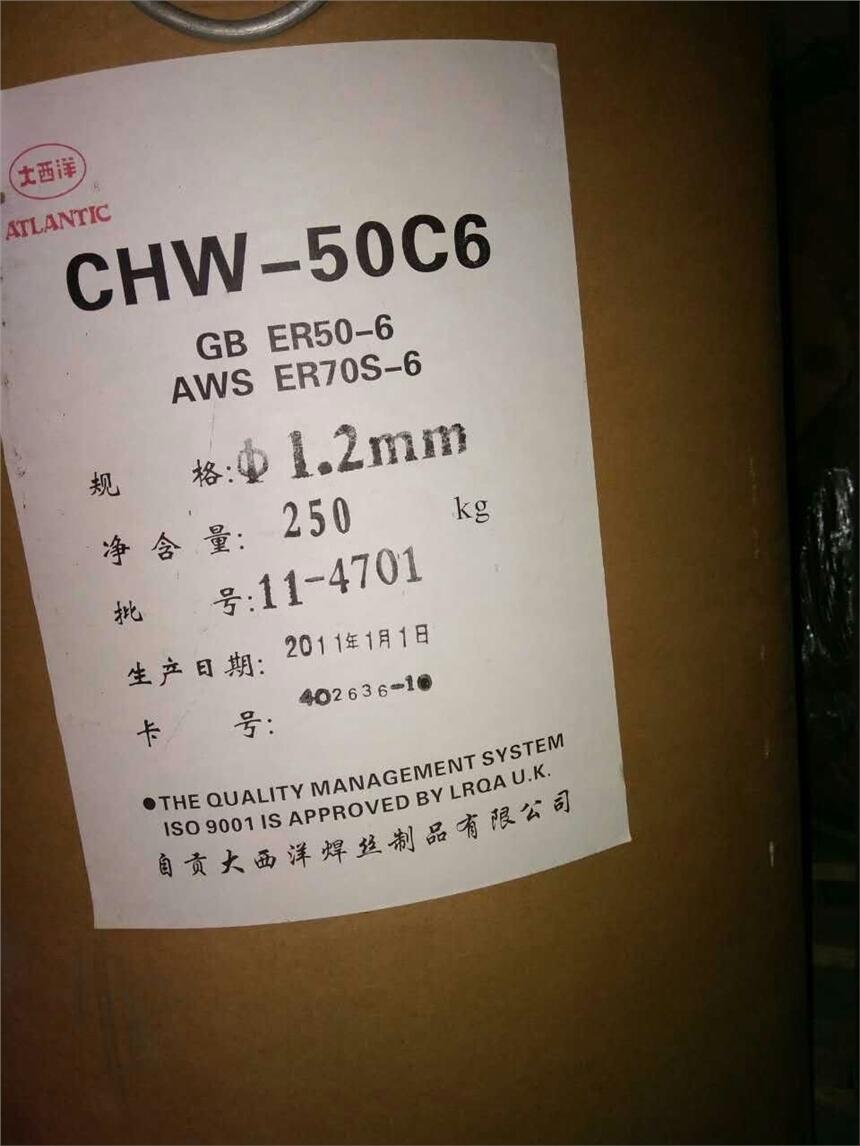 大西洋
®
ATLANTIC
CHW-50C6
GB ER50-6
AWS ER70S-6
规 格:Φ 1.2mm
净含量: 250 kg
批 号:11-4701
生产日期: 2011年1月1日
卡 号: 402636-10
●THE QUALITY MANAGEMENT SYSTEM
ISO 9001 IS APPROVED BY LRQA U.K.
自贡大西洋焊丝制品有限公司